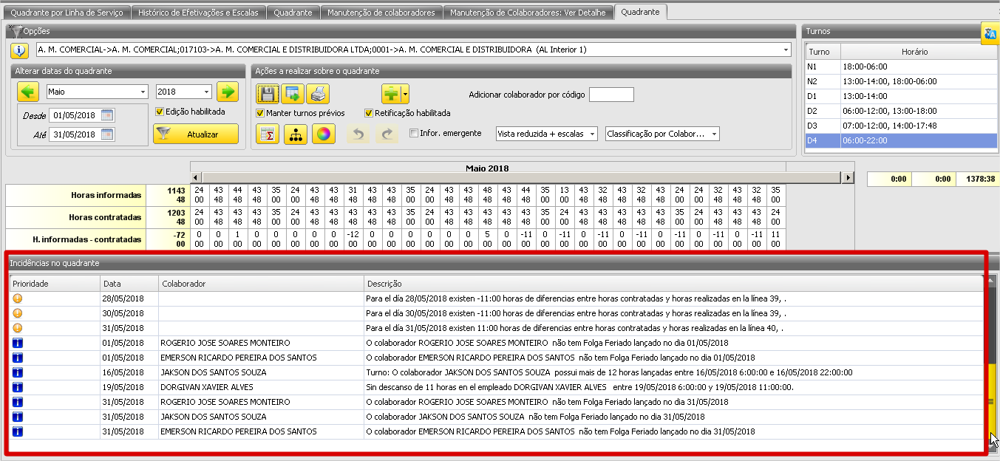 Quadrante por Linha de Serviço Histórico de Efetivações e Escalas Quadrante Manutenção de colaboradores Manutenção de Colaboradores: Ver Detalhe Quadrante
Opções
A. M. COMERCIAL->A. M. COMERCIAL;017103->A. M. COMERCIAL E DISTRIBUIDORA LTDA;0001->A. M. COMERCIAL E DISTRIBUIDORA (AL Interior 1)
Alterar datas do quadrante
Maio 2018
Desde 01/05/2018
Edição habilitada
Até 31/05/2018
Atualizar
Ações a realizar sobre o quadrante
Adicionar colaborador por código
Manter turnos prévios Retificação habilitada
Infor. emergente Vista reduzida + escalas Classificação por Colabor...
Turnos
Turno Horário
N1 18:00-06:00
N2 13:00-14:00, 18:00-06:00
D1 13:00-14:00
D2 06:00-12:00, 13:00-18:00
D3 07:00-12:00, 14:00-17:48
D4 06:00-22:00
Maio 2018
0:00 0:00 1378:38
Horas informadas 1143 24 43 44 43 35 24 43 43 31 43 43 35 24 43 43 48 43 44 35 13 43 32 43 32 43 24 24 32 43 32 35
48 00 48 48 48 00 00 48 48 48 48 48 00 00 48 48 48 48 48 00 00 48 48 48 48 48 00 00 48 48 48 00
Horas contratadas 1203 24 43 43 43 35 24 43 43 43 43 43 35 24 43 43 43 43 43 35 24 43 43 43 43 43 35 24 43 43 43 24
48 00 48 48 48 00 00 48 48 48 48 48 00 00 48 48 48 48 48 00 00 48 48 48 48 48 00 00 48 48 48 00
H. informadas - contratadas -72 0 0 1 0 0 0 0 0 -12 0 0 0 0 0 0 5 0 -11 0 -11 0 -11 0 -11 0 -11 0 -11 0 -11 11
00 00 00 00 00 00 00 00 00 00 00 00 00 00 00 00 00 00 00 00 00 00 00 00 00 00 00 00 00 00 00 00
Incidências no quadrante
Prioridade Data Colaborador Descrição
28/05/2018 Para el día 28/05/2018 existen -11:00 horas de diferencias entre horas contratadas y horas realizadas en la línea 39, .
30/05/2018 Para el día 30/05/2018 existen -11:00 horas de diferencias entre horas contratadas y horas realizadas en la línea 39, .
31/05/2018 Para el día 31/05/2018 existen 11:00 horas de diferencias entre horas contratadas y horas realizadas en la línea 40, .
01/05/2018 ROGERIO JOSE SOARES MONTEIRO O colaborador ROGERIO JOSE SOARES MONTEIRO não tem Folga Feriado lançado no dia 01/05/2018
01/05/2018 EMERSON RICARDO PEREIRA DOS SANTOS O colaborador EMERSON RICARDO PEREIRA DOS SANTOS não tem Folga Feriado lançado no dia 01/05/2018
16/05/2018 JAKSON DOS SANTOS SOUZA Turno: O colaborador JAKSON DOS SANTOS SOUZA possui mais de 12 horas lançadas entre 16/05/2018 6:00:00 e 16/05/2018 22:00:00
19/05/2018 DORGIVAN XAVIER ALVES Sin descanso de 11 horas en el empleado DORGIVAN XAVIER ALVES entre 19/05/2018 6:00:00 y 19/05/2018 11:00:00.
31/05/2018 ROGERIO JOSE SOARES MONTEIRO O colaborador ROGERIO JOSE SOARES MONTEIRO não tem Folga Feriado lançado no dia 31/05/2018
31/05/2018 JAKSON DOS SANTOS SOUZA O colaborador JAKSON DOS SANTOS SOUZA não tem Folga Feriado lançado no dia 31/05/2018
31/05/2018 EMERSON RICARDO PEREIRA DOS SANTOS O colaborador EMERSON RICARDO PEREIRA DOS SANTOS não tem Folga Feriado lançado no dia 31/05/2018